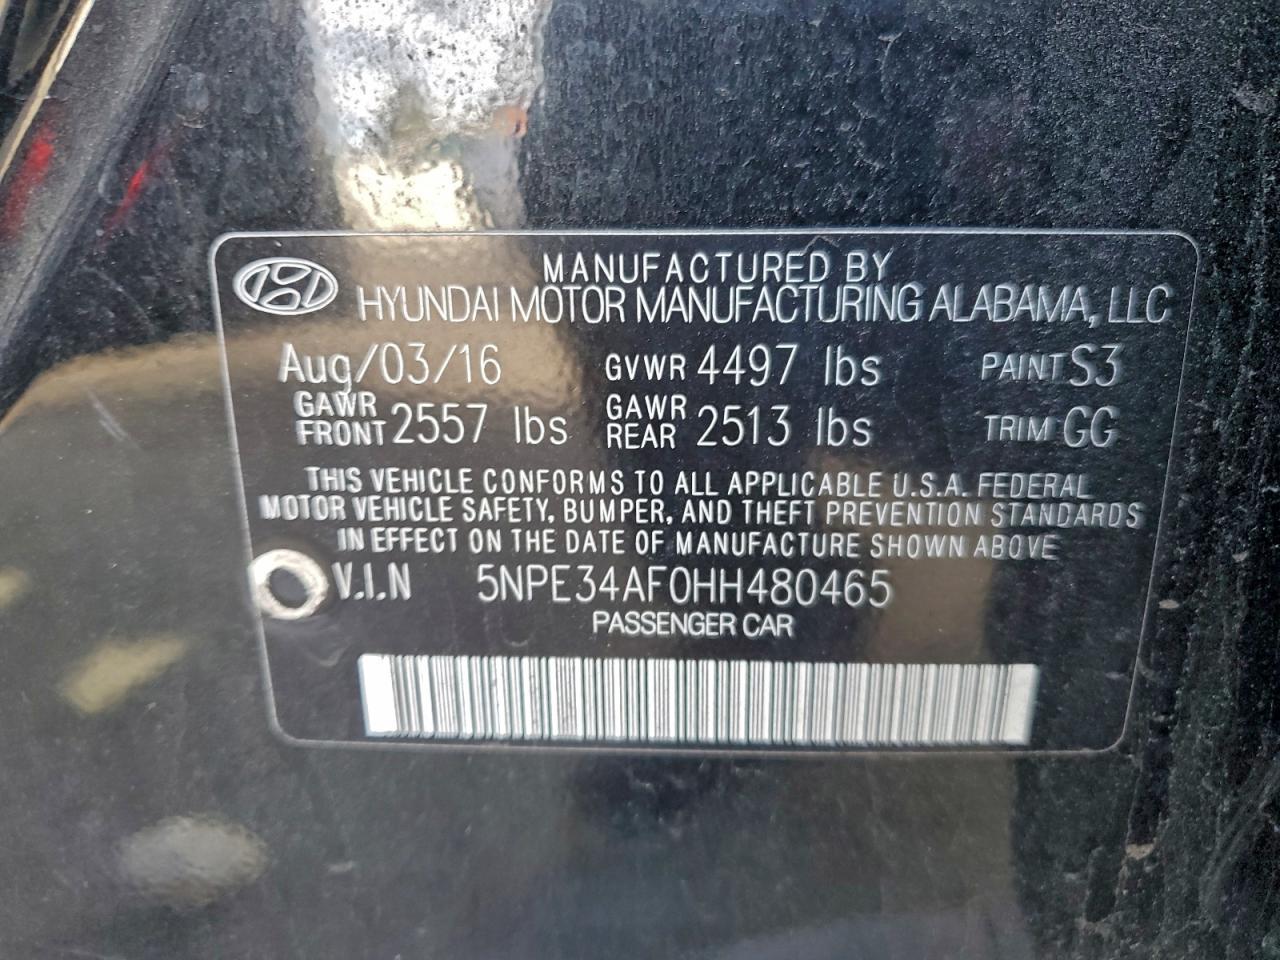 MANUFACTURED BY
HYUNDAI MOTOR MANUFACTURING ALABAMA, LLC
Aug/03/16 GVWR 4497 lbs PAINT S3
GAWR FRONT 2557 lbs GAWR REAR 2513 lbs TRIM GG
THIS VEHICLE CONFORMS TO ALL APPLICABLE U.S.A. FEDERAL
MOTOR VEHICLE SAFETY, BUMPER, AND THEFT PREVENTION STANDARDS
IN EFFECT ON THE DATE OF MANUFACTURE SHOWN ABOVE
V.I.N 5NPE34AF0HH480465
PASSENGER CAR